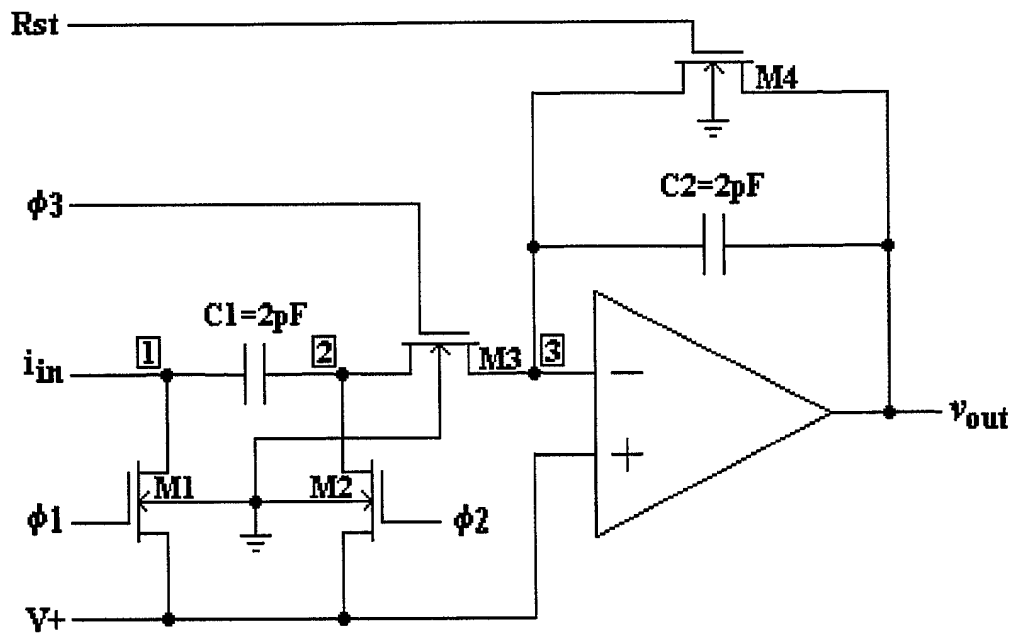 Rst
M4
ϕ3
C2=2pF
C1=2pF
1
2
3
i_in
M3
−
+
v_out
M1
M2
ϕ1
ϕ2
V+